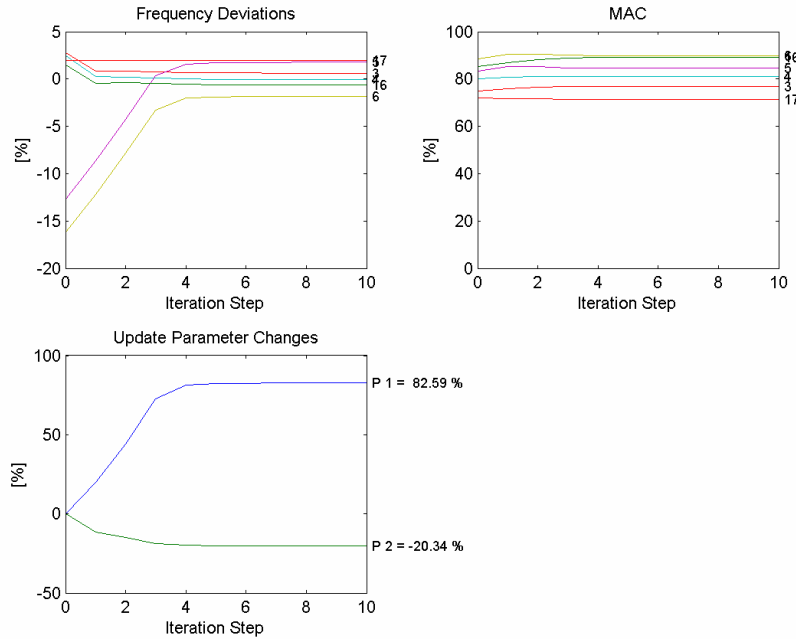 Frequency Deviations
5
0
-5
-10
-15
-20
[%]
0 2 4 6 8 10
Iteration Step
17
3
4
16
6
MAC
100
80
60
40
20
0
[%]
0 2 4 6 8 10
Iteration Step
5
4
3
17
Update Parameter Changes
100
50
0
-50
[%]
0 2 4 6 8 10
Iteration Step
P 1 = 82.59 %
P 2 = -20.34 %